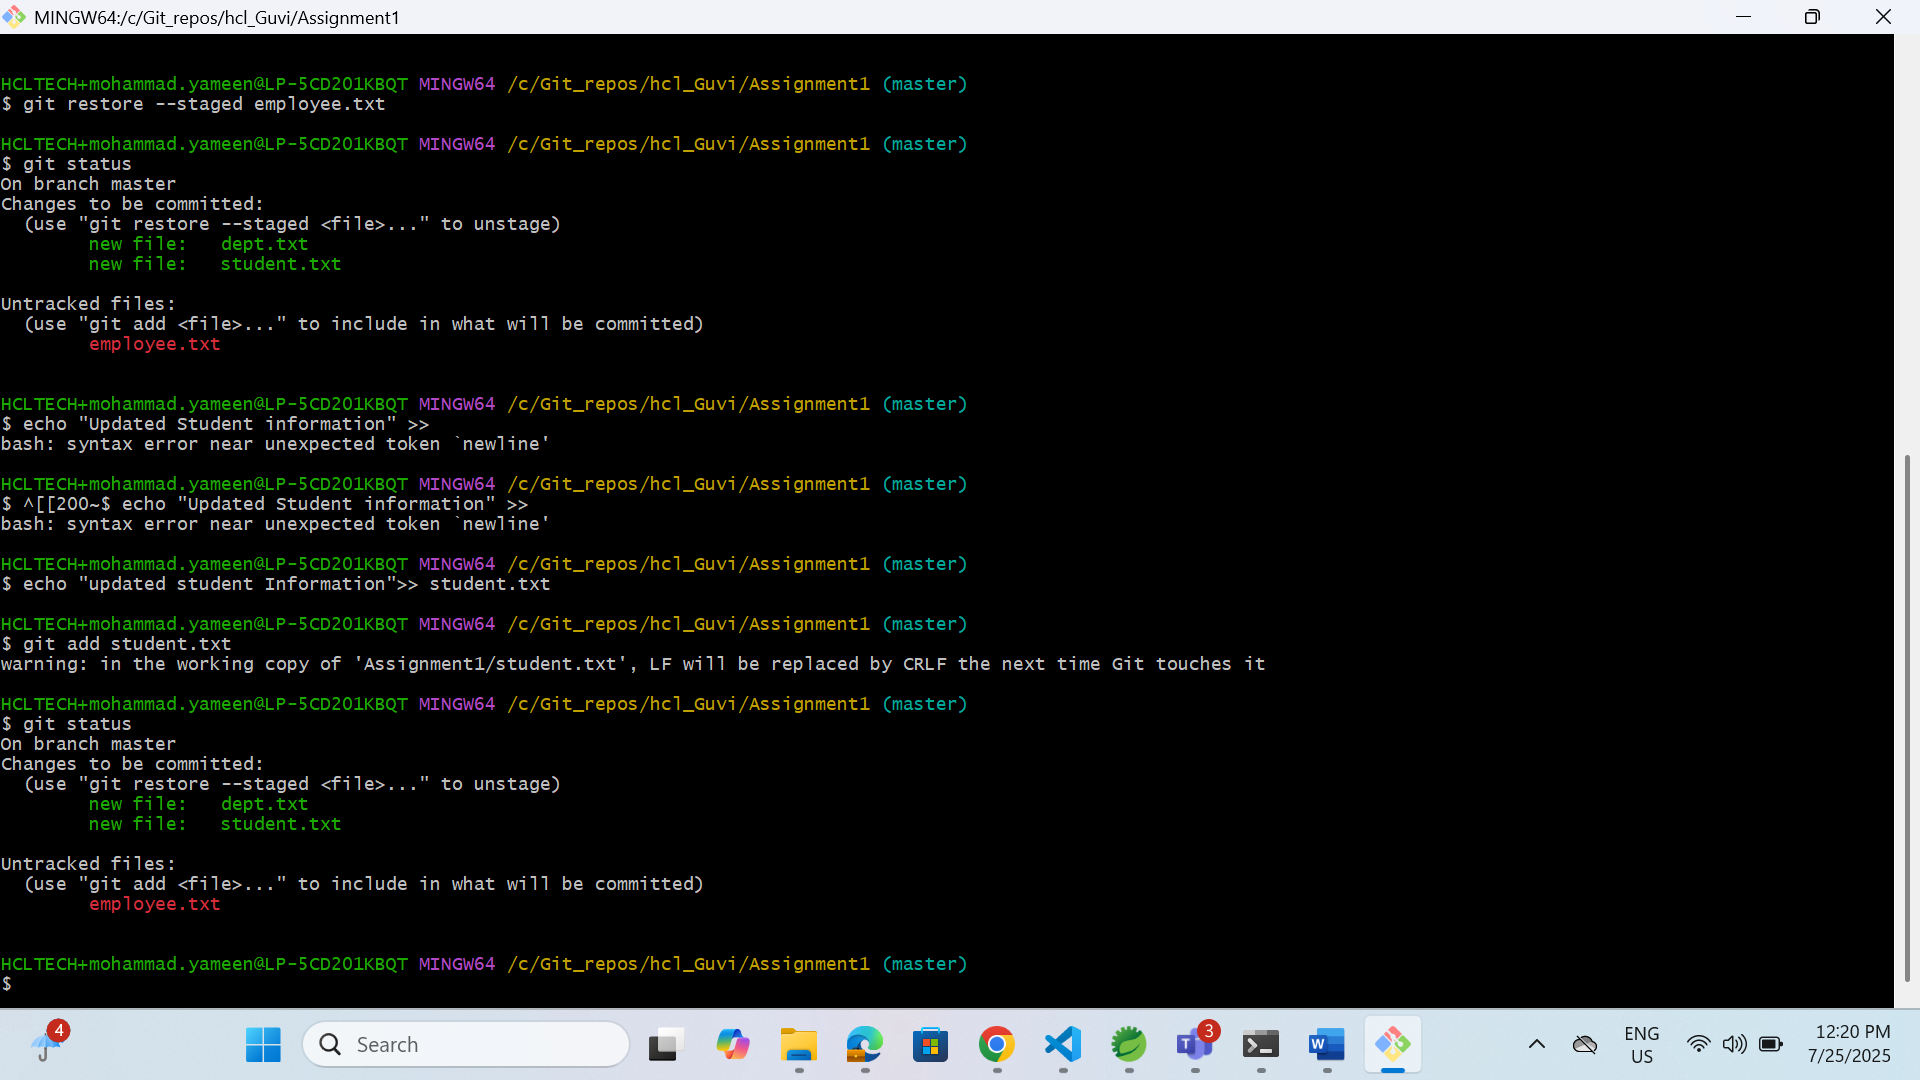 MINGW64:/c/Git_repos/hcl_Guvi/Assignment1
HCLTECH+mohammad.yameen@LP-5CD201KBQT MINGW64 /c/Git_repos/hcl_Guvi/Assignment1 (master)
$ git restore --staged employee.txt
HCLTECH+mohammad.yameen@LP-5CD201KBQT MINGW64 /c/Git_repos/hcl_Guvi/Assignment1 (master)
$ git status
On branch master
Changes to be committed:
  (use "git restore --staged <file>..." to unstage)
        new file:   dept.txt
        new file:   student.txt
Untracked files:
  (use "git add <file>..." to include in what will be committed)
        employee.txt
HCLTECH+mohammad.yameen@LP-5CD201KBQT MINGW64 /c/Git_repos/hcl_Guvi/Assignment1 (master)
$ echo "Updated Student information" >>
bash: syntax error near unexpected token `newline'
HCLTECH+mohammad.yameen@LP-5CD201KBQT MINGW64 /c/Git_repos/hcl_Guvi/Assignment1 (master)
$ ^[[200~$ echo "Updated Student information" >>
bash: syntax error near unexpected token `newline'
HCLTECH+mohammad.yameen@LP-5CD201KBQT MINGW64 /c/Git_repos/hcl_Guvi/Assignment1 (master)
$ echo "updated student Information">> student.txt
HCLTECH+mohammad.yameen@LP-5CD201KBQT MINGW64 /c/Git_repos/hcl_Guvi/Assignment1 (master)
$ git add student.txt
warning: in the working copy of 'Assignment1/student.txt', LF will be replaced by CRLF the next time Git touches it
HCLTECH+mohammad.yameen@LP-5CD201KBQT MINGW64 /c/Git_repos/hcl_Guvi/Assignment1 (master)
$ git status
On branch master
Changes to be committed:
  (use "git restore --staged <file>..." to unstage)
        new file:   dept.txt
        new file:   student.txt
Untracked files:
  (use "git add <file>..." to include in what will be committed)
        employee.txt
HCLTECH+mohammad.yameen@LP-5CD201KBQT MINGW64 /c/Git_repos/hcl_Guvi/Assignment1 (master)
$
4
Search
T
3
W
ENG
US
12:20 PM
7/25/2025